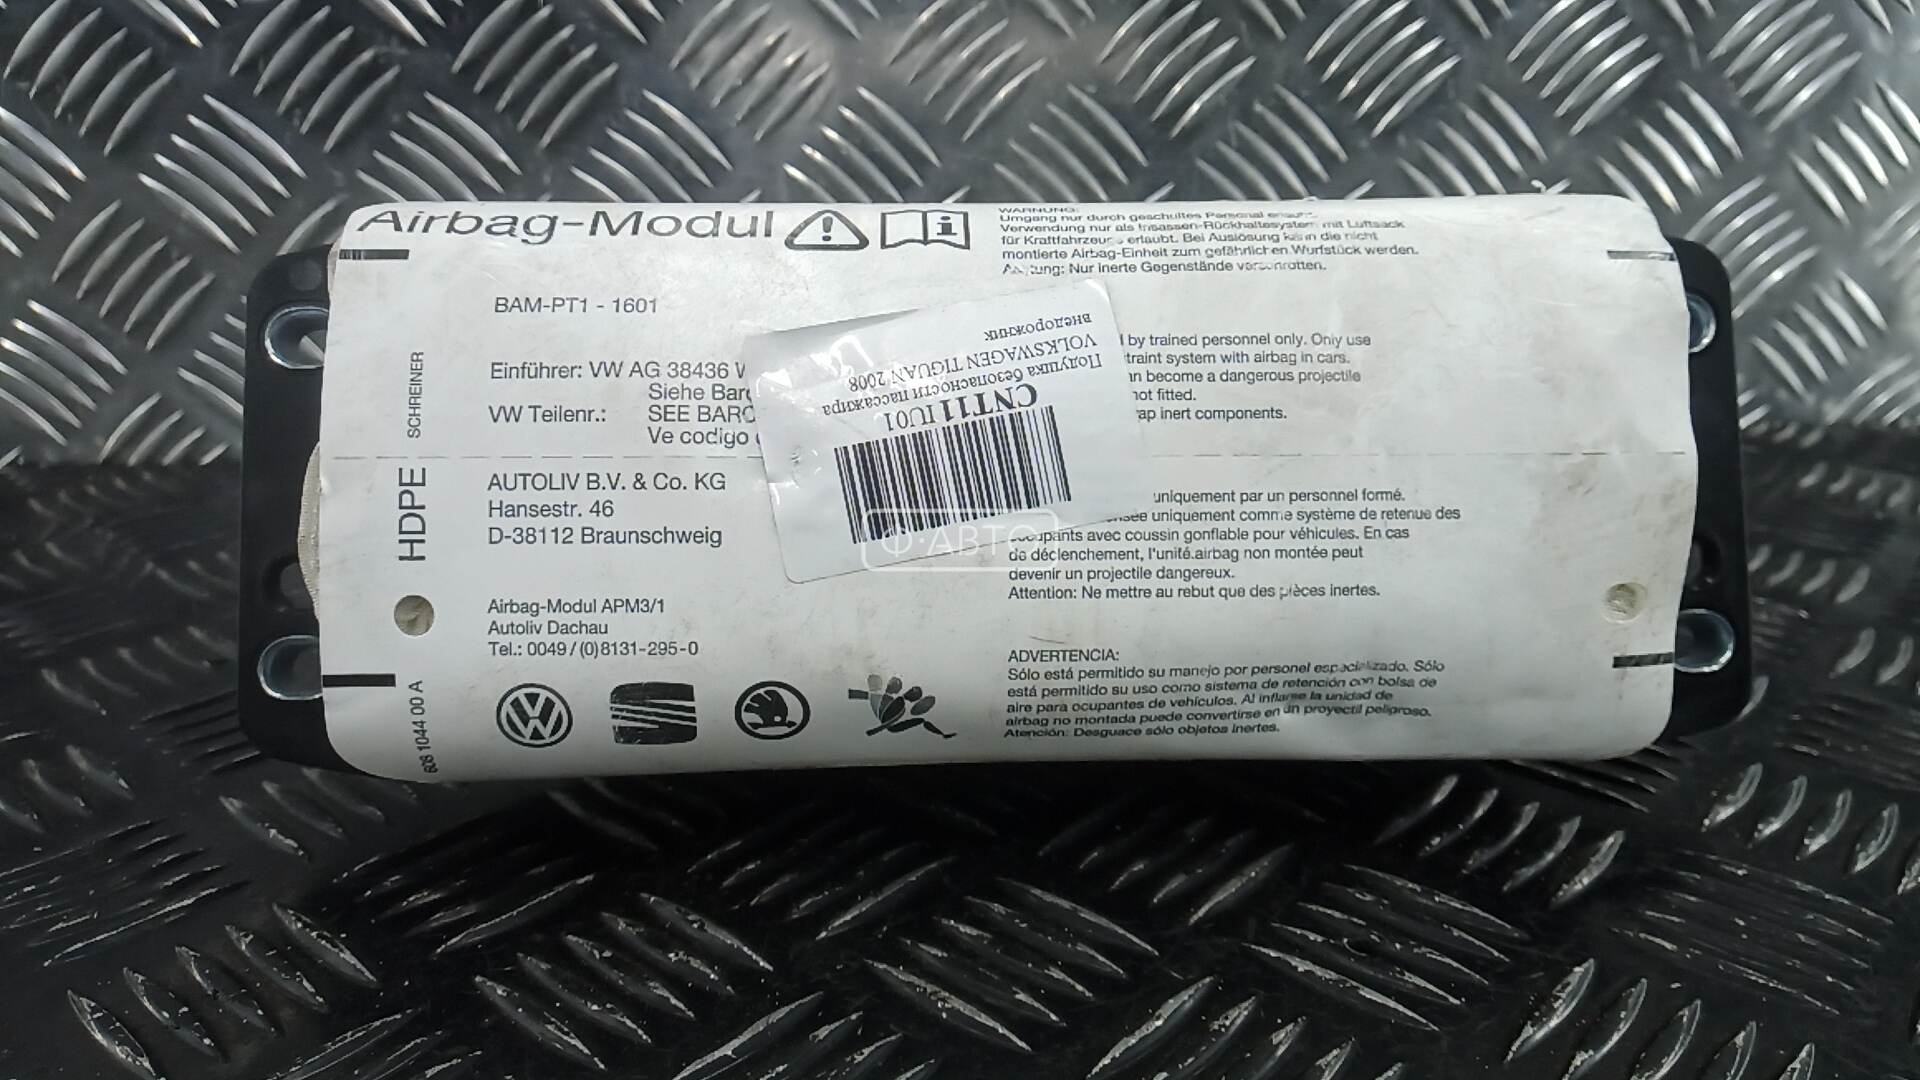 Airbag-Modul
BAM-PT1 - 1601
Einführer: VW AG 38436 W
Siehe Barc
VW Teilenr.: SEE BARC
Ve codigo
AUTOLIV B.V. & Co. KG
Hansestr. 46
D-38112 Braunschweig
Airbag-Modul APM3/1
Autoliv Dachau
Tel.: 0049/(0)8131-295-0
SCHREINER
HDPE
608 1044 00 A
WARNUNG:
Umgang nur durch geschultes Personal
Verwendung nur als Insassen-Rückhaltesystem mit Luftsack
für Kraftfahrzeuge erlaubt. Bei Auslösung kann die nicht
montierte Airbag-Einheit zum gefährlichen Wurfstück werden.
Achtung: Nur inerte Gegenstände verschrotten.
by trained personnel only. Only use
traint system with airbag in cars.
n become a dangerous projectile
not fitted.
ap inert components.
uniquement par un personnel formé.
uniquement comme système de retenue des
occupants avec coussin gonflable pour véhicules. En cas
de déclenchement, l'unité.airbag non montée peut
devenir un projectile dangereux.
Attention: Ne mettre au rebut que des pièces inertes.
ADVERTENCIA:
Sólo está permitido su manejo por personel especializado. Sólo
está permitido su uso como sistema de retención con bolsa de
aire para ocupantes de vehículos. Al inflarse la unidad de
airbag no montada puede convertirse en un proyectil peligroso.
Atención: Desguace sólo objetos inertes.
CNT11IU01
Подушка безопасности пассажира
VOLKSWAGEN TIGUAN 2008
внедорожник
Ф·АВТО